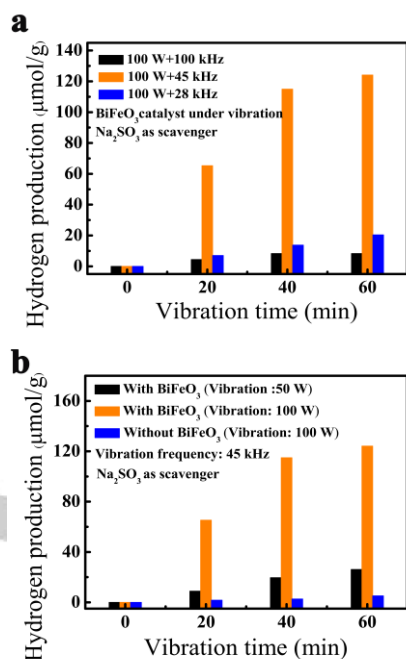 a
Hydrogen production (μmol/g)
140
120
100
80
60
40
20
0
100 W+100 kHz
100 W+45 kHz
100 W+28 kHz
BiFeO₃catalyst under vibration
Na₂SO₃ as scavenger
0 20 40 60
Vibration time (min)
b
Hydrogen production (μmol/g)
160
120
80
40
0
With BiFeO₃ (Vibration :50 W)
With BiFeO₃ (Vibration: 100 W)
Without BiFeO₃ (Vibration: 100 W)
Vibration frequency: 45 kHz
Na₂SO₃ as scavenger
0 20 40 60
Vibration time (min)